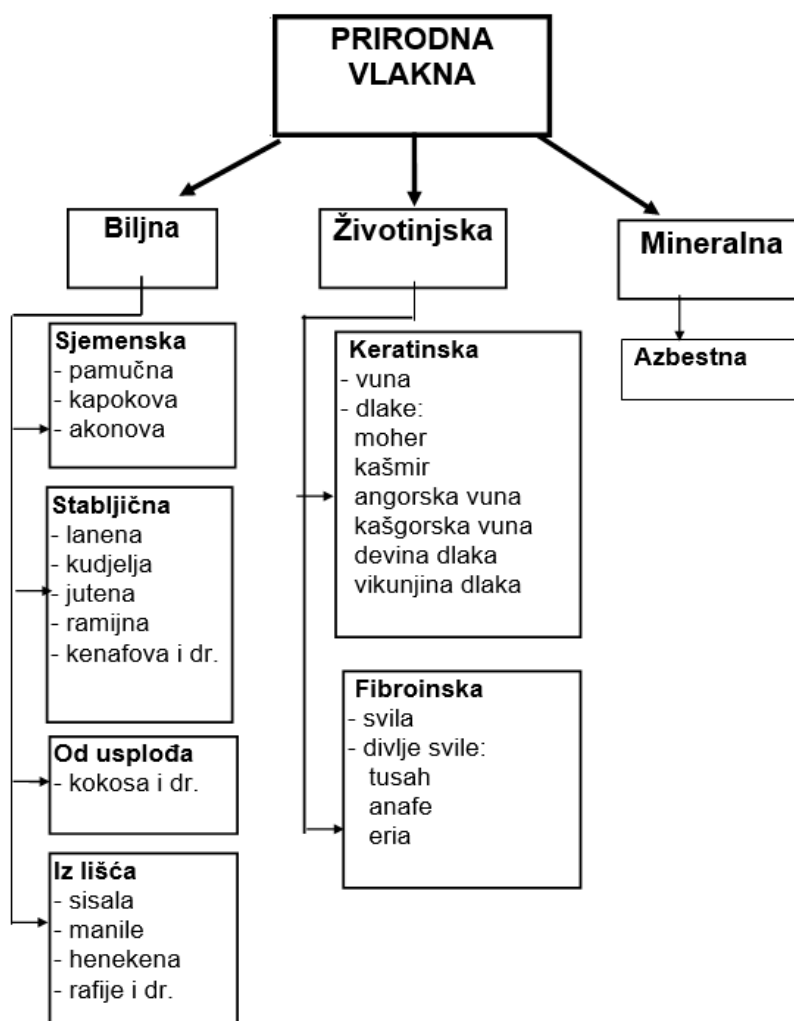 PRIRODNA
VLAKNA
Biljna
Sjemenska
- pamučna
- kapokova
- akonova
Stabljična
- lanena
- kudjelja
- jutena
- ramijna
- kenafova i dr.
Od usplođa
- kokosa i dr.
Iz lišća
- sisala
- manile
- henekena
- rafije i dr.
Životinjska
Keratinska
- vuna
- dlake:
moher
kašmir
angorska vuna
kašgorska vuna
devina dlaka
vikunjina dlaka
Fibroinska
- svila
- divlje svile:
tusah
anafe
eria
Mineralna
Azbestna